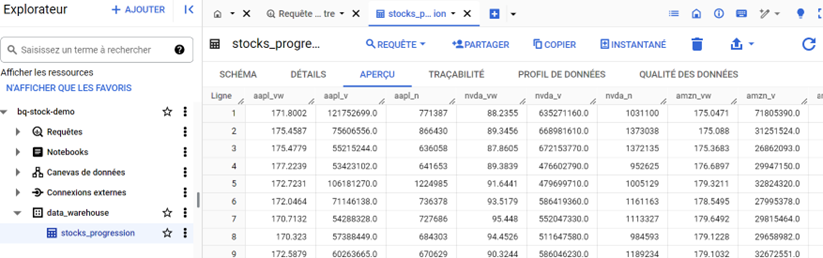 Explorateur
+ AJOUTER
Saisissez un terme à rechercher
Afficher les ressources
N'AFFICHER QUE LES FAVORIS
bq-stock-demo
Requêtes
Notebooks
Canevas de données
Connexions externes
data_warehouse
stocks_progression
Requête ... tre
stocks_p... ion
stocks_progre...
REQUÊTE
PARTAGER
COPIER
INSTANTANÉ
SCHÉMA DÉTAILS APERÇU TRAÇABILITÉ PROFIL DE DONNÉES QUALITÉ DES DONNÉES
Ligne aapl_vw aapl_v aapl_n nvda_vw nvda_v nvda_n amzn_vw amzn_v
1 171.8002 121752699.0 771387 88.2355 635271160.0 1031100 175.0471 71805390.0
2 175.4587 75606556.0 866430 89.3456 668981610.0 1373038 175.088 31251524.0
3 175.4779 55215244.0 636058 87.8605 672153770.0 1372135 175.3683 26862093.0
4 177.2239 53423102.0 641653 89.3839 476602790.0 952625 176.6897 29947150.0
5 172.7231 106181270.0 1224985 91.6441 479699710.0 1005129 179.3211 32824320.0
6 172.0464 71146138.0 736378 93.5179 586419360.0 1161163 178.5495 27995378.0
7 170.7132 54288328.0 727686 95.448 552047330.0 1113327 179.6492 29815464.0
8 170.323 57388449.0 684303 94.4526 511647580.0 984593 179.1228 29658982.0
9 172.5879 60263665.0 670629 90.3244 586046230.0 1189234 179.1032 32672551.0